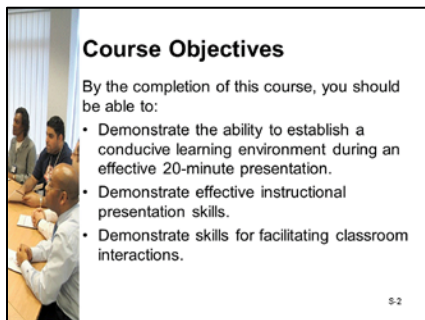 Course Objectives
By the completion of this course, you should
be able to:
• Demonstrate the ability to establish a
conducive learning environment during an
effective 20-minute presentation.
• Demonstrate effective instructional
presentation skills.
• Demonstrate skills for facilitating classroom
interactions.
S-2